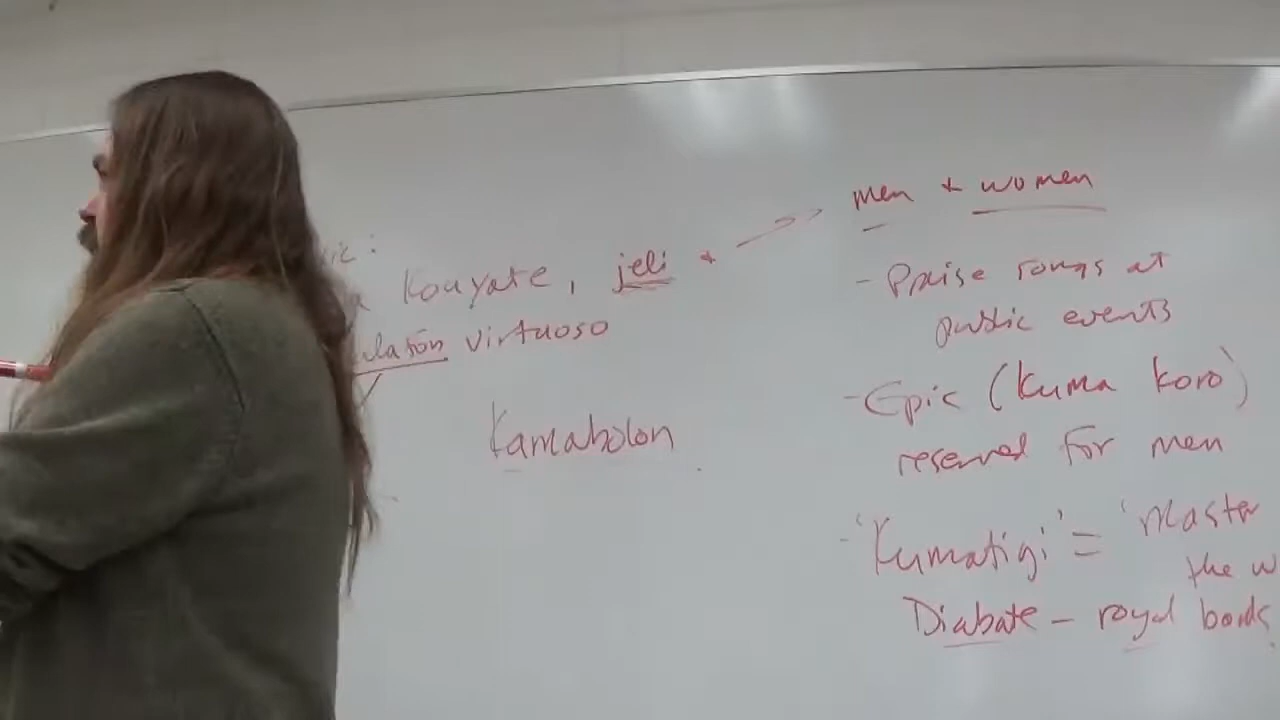 Kouyate, jeli +
virtuoso
Kamabolon
men + women
- Praise songs at
public events
- Epic (Kuma Koro)
reserved for men
- 'Kumatigi' = 'Master
the
Diabate - royal bards